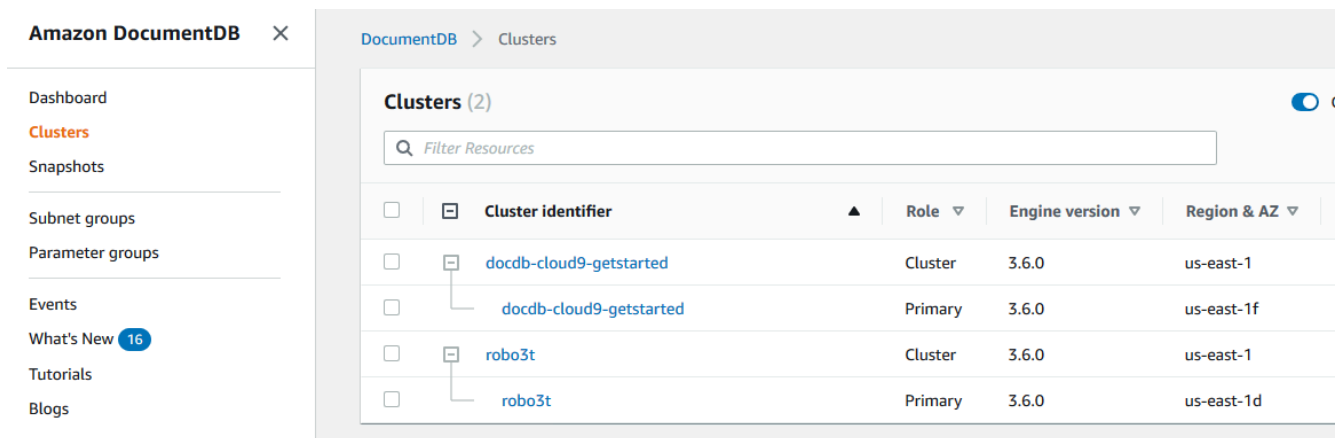 Amazon DocumentDB
Dashboard
Clusters
Snapshots
Subnet groups
Parameter groups
Events
What's New 16
Tutorials
Blogs
DocumentDB > Clusters
Clusters (2)
Filter Resources
Cluster identifier Role Engine version Region & AZ
docdb-cloud9-getstarted Cluster 3.6.0 us-east-1
docdb-cloud9-getstarted Primary 3.6.0 us-east-1f
robo3t Cluster 3.6.0 us-east-1
robo3t Primary 3.6.0 us-east-1d